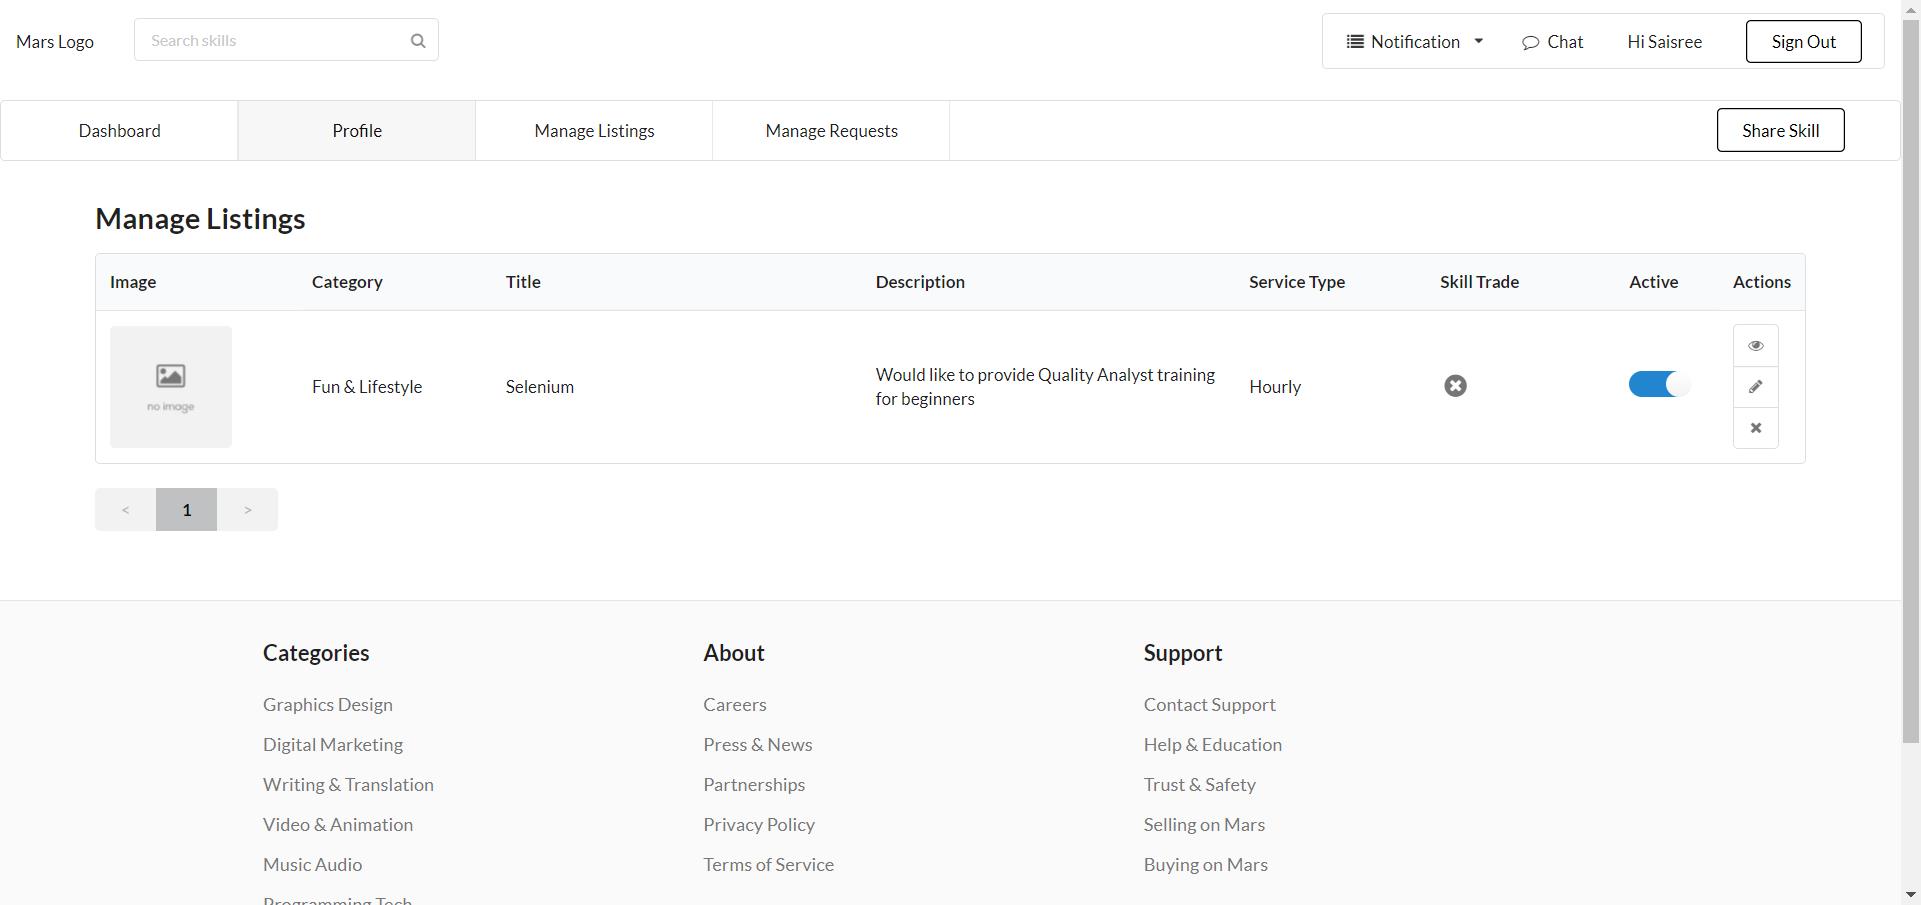 Mars Logo
Search skills
Notification
Chat
Hi Saisree
Sign Out
Dashboard
Profile
Manage Listings
Manage Requests
Share Skill
Manage Listings
Image
Category
Title
Description
Service Type
Skill Trade
Active
Actions
no image
Fun & Lifestyle
Selenium
Would like to provide Quality Analyst training
for beginners
Hourly
<
1
>
Categories
Graphics Design
Digital Marketing
Writing & Translation
Video & Animation
Music Audio
Programming Tech
About
Careers
Press & News
Partnerships
Privacy Policy
Terms of Service
Support
Contact Support
Help & Education
Trust & Safety
Selling on Mars
Buying on Mars